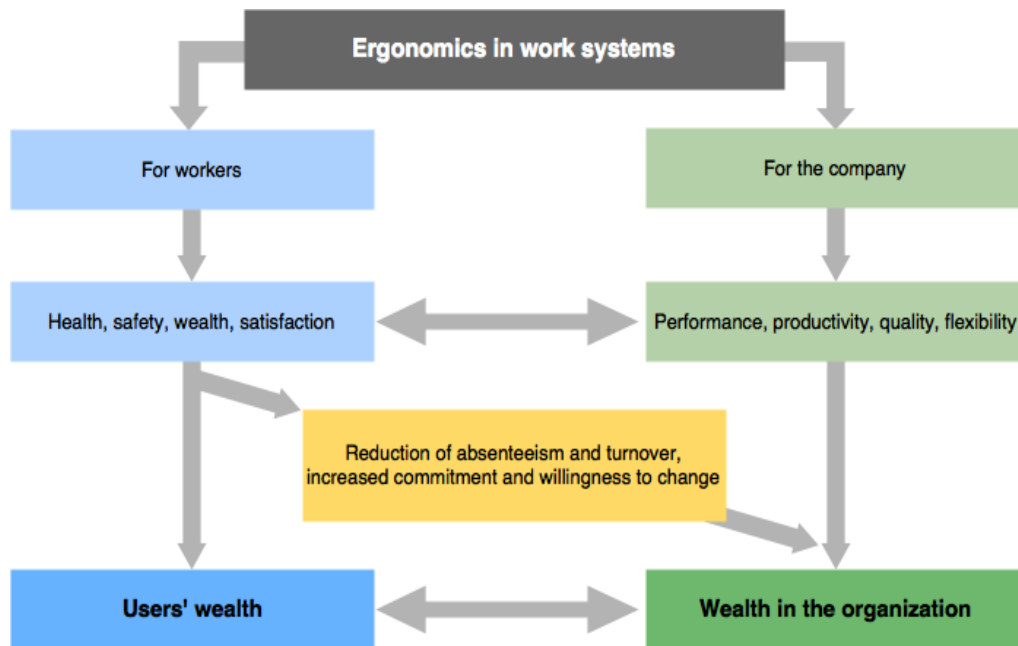 Ergonomics in work systems
For workers
For the company
Health, safety, wealth, satisfaction
Performance, productivity, quality, flexibility
Reduction of absenteeism and turnover,
increased commitment and willingness to change
Users' wealth
Wealth in the organization